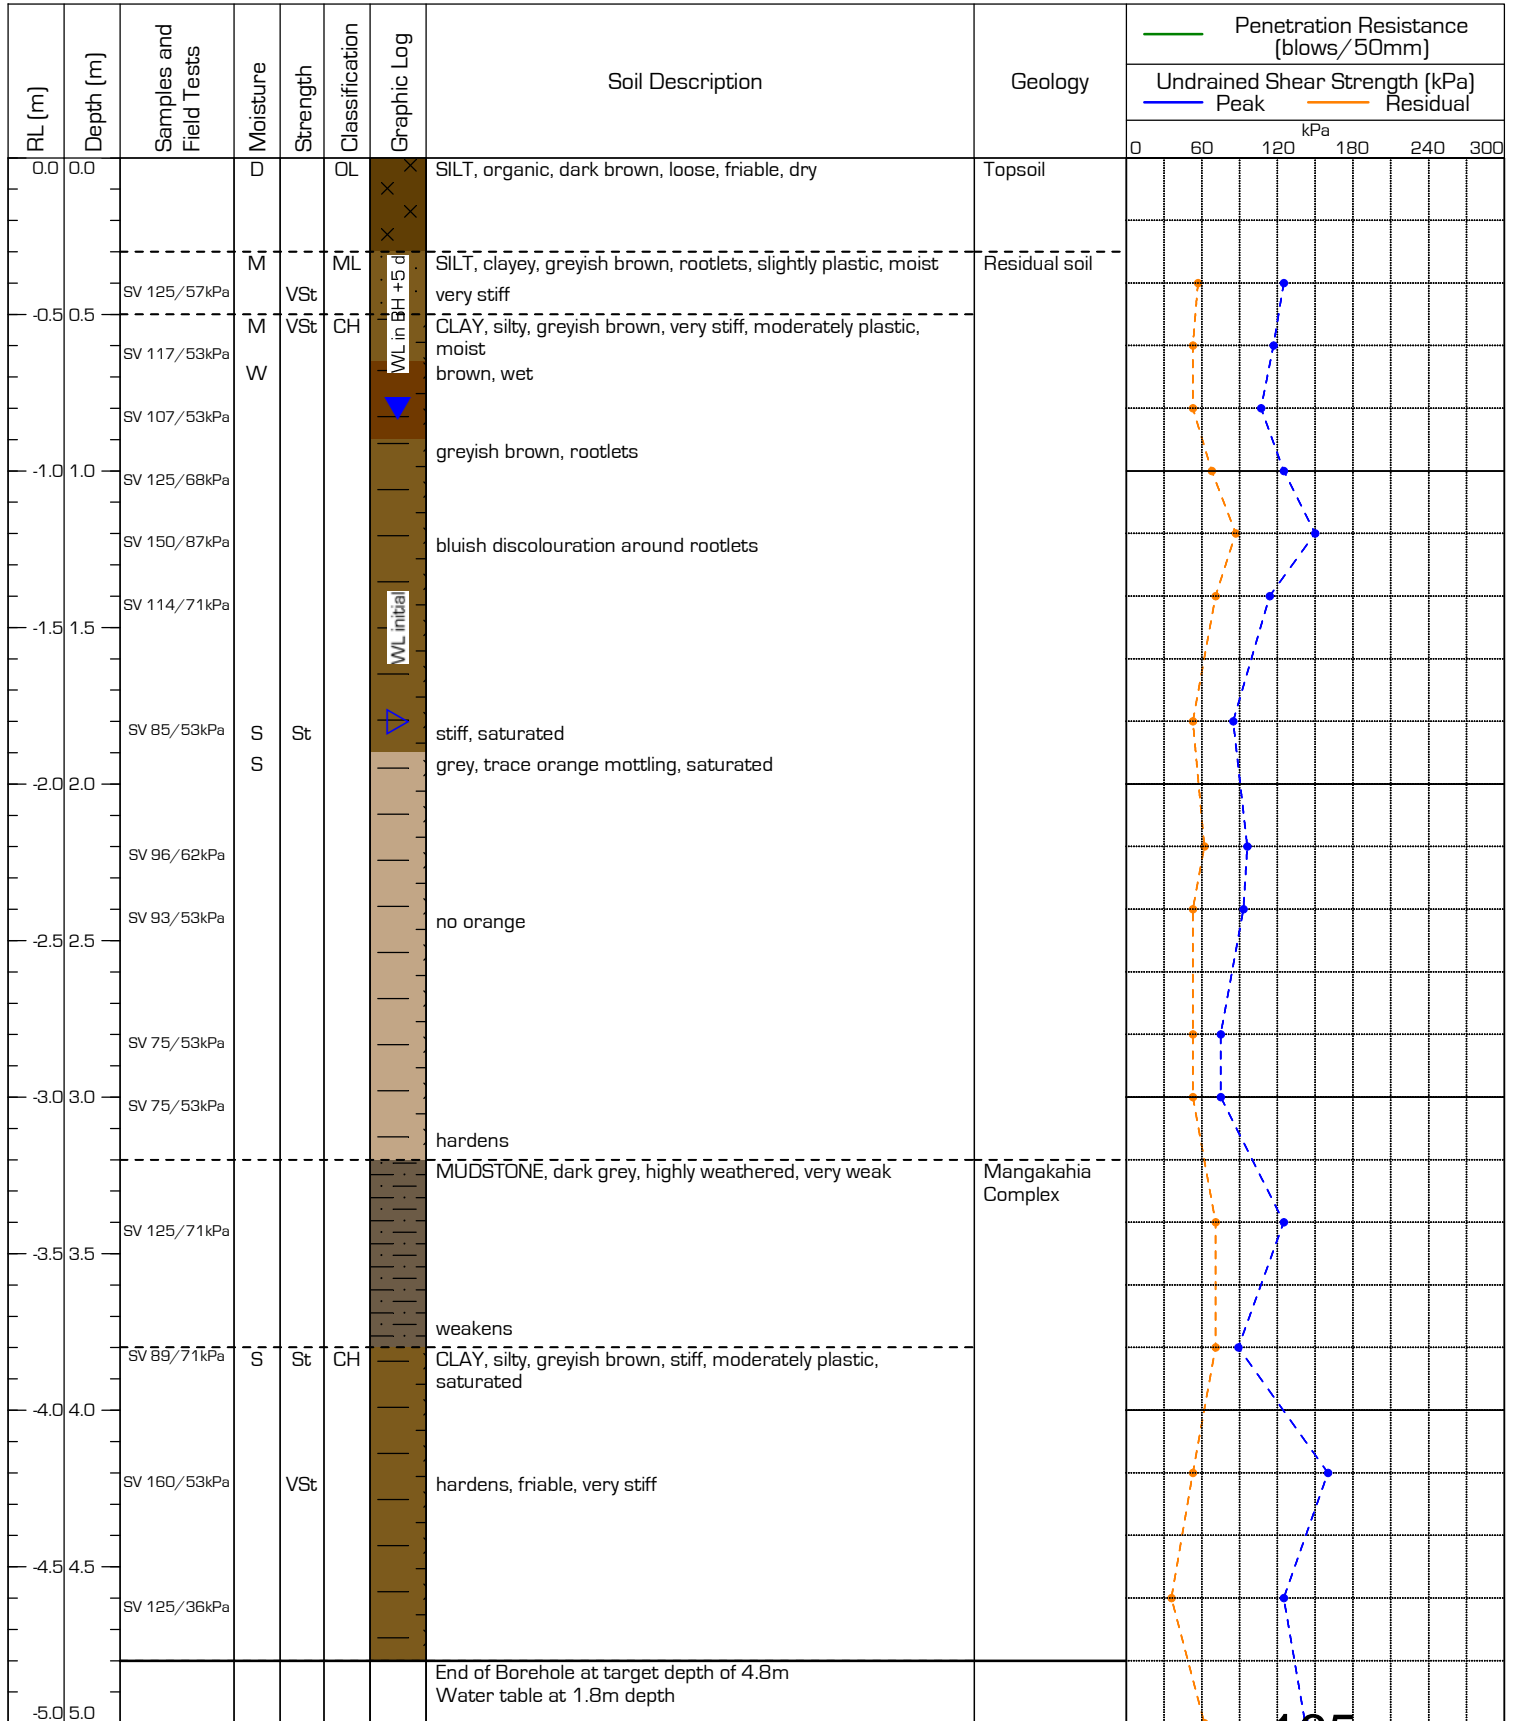 RL (m)
Depth (m)
Samples and
Field Tests
Moisture
Strength
Classification
Graphic Log
Soil Description
Geology
Penetration Resistance
(blows/50mm)
Undrained Shear Strength (kPa)
Peak Residual
kPa
0 60 120 180 240 300
0.0 0.0 D OL SILT, organic, dark brown, loose, friable, dry Topsoil
WL in BH +5 d
M ML SILT, clayey, greyish brown, rootlets, slightly plastic, moist Residual soil
SV 125/57kPa VSt very stiff
-0.5 0.5 M VSt CH CLAY, silty, greyish brown, very stiff, moderately plastic,
moist
SV 117/53kPa
W brown, wet
SV 107/53kPa
greyish brown, rootlets
-1.0 1.0
SV 125/68kPa
SV 150/87kPa bluish discolouration around rootlets
SV 114/71kPa
WL initial
-1.5 1.5
SV 85/53kPa S St stiff, saturated
S grey, trace orange mottling, saturated
-2.0 2.0
SV 96/62kPa
SV 93/53kPa no orange
-2.5 2.5
SV 75/53kPa
-3.0 3.0
SV 75/53kPa
hardens
MUDSTONE, dark grey, highly weathered, very weak Mangakahia
Complex
SV 125/71kPa
-3.5 3.5
weakens
SV 89/71kPa S St CH CLAY, silty, greyish brown, stiff, moderately plastic,
saturated
-4.0 4.0
SV 160/53kPa VSt hardens, friable, very stiff
-4.5 4.5
SV 125/36kPa
End of Borehole at target depth of 4.8m
Water table at 1.8m depth
-5.0 5.0